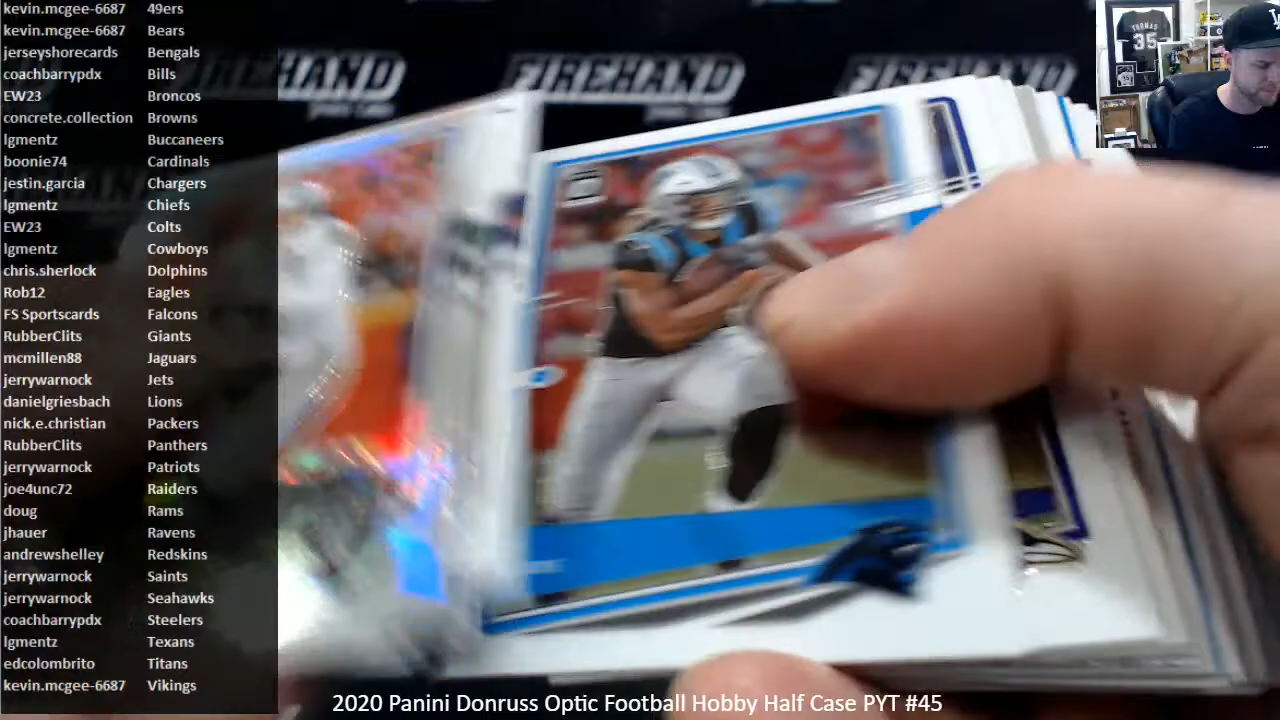 kevin.mcgee-6687 49ers
kevin.mcgee-6687 Bears
jerseyshorecards Bengals
coachbarrypdx Bills
EW23 Broncos
concrete.collection Browns
lgmentz Buccaneers
boonie74 Cardinals
jestin.garcia Chargers
lgmentz Chiefs
EW23 Colts
lgmentz Cowboys
chris.sherlock Dolphins
Rob12 Eagles
FS Sportscards Falcons
RubberClits Giants
mcmillen88 Jaguars
jerrywarnock Jets
danielgriesbach Lions
nick.e.christian Packers
RubberClits Panthers
jerrywarnock Patriots
joe4unc72 Raiders
doug Rams
jhauer Ravens
andrewshelley Redskins
jerrywarnock Saints
jerrywarnock Seahawks
coachbarrypdx Steelers
lgmentz Texans
edcolombrito Titans
kevin.mcgee-6687 Vikings
FIREHAND FIREHAND FIREHAND
THOMAS
35
2020 Panini Donruss Optic Football Hobby Half Case PYT #45